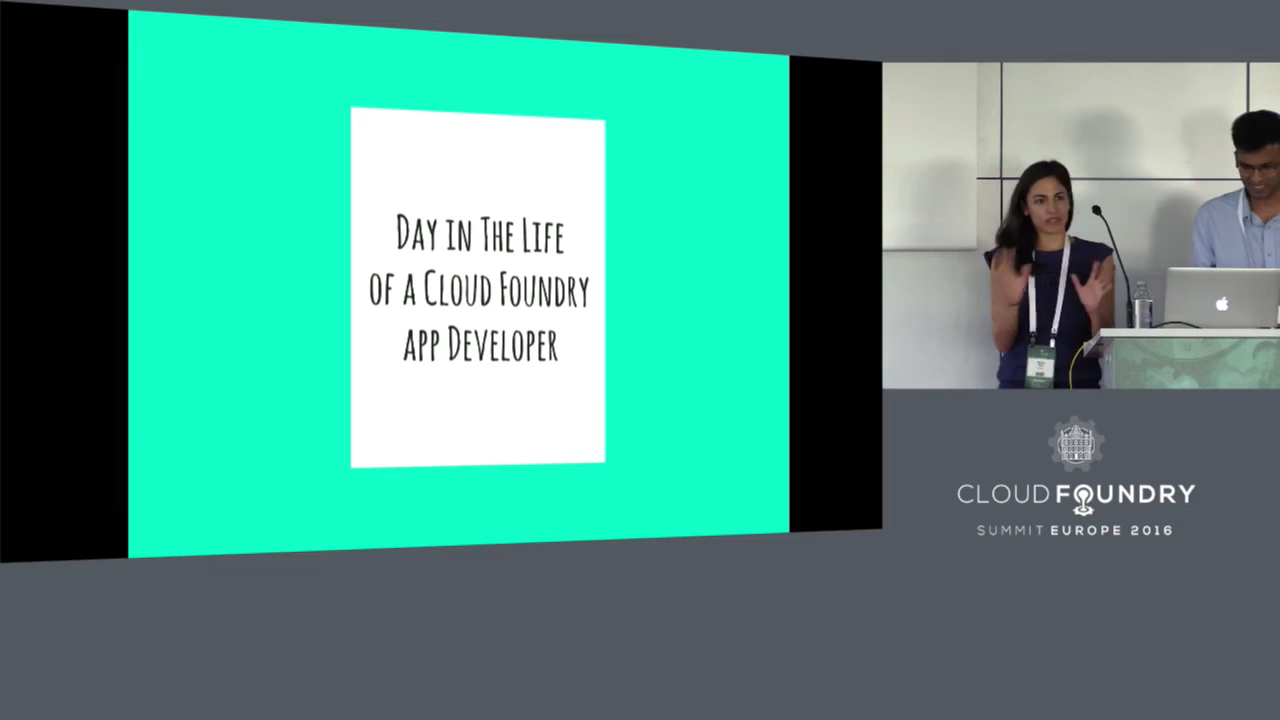 Day in The Life
of a Cloud Foundry
app Developer
CLOUD FOUNDRY
SUMMIT EUROPE 2016